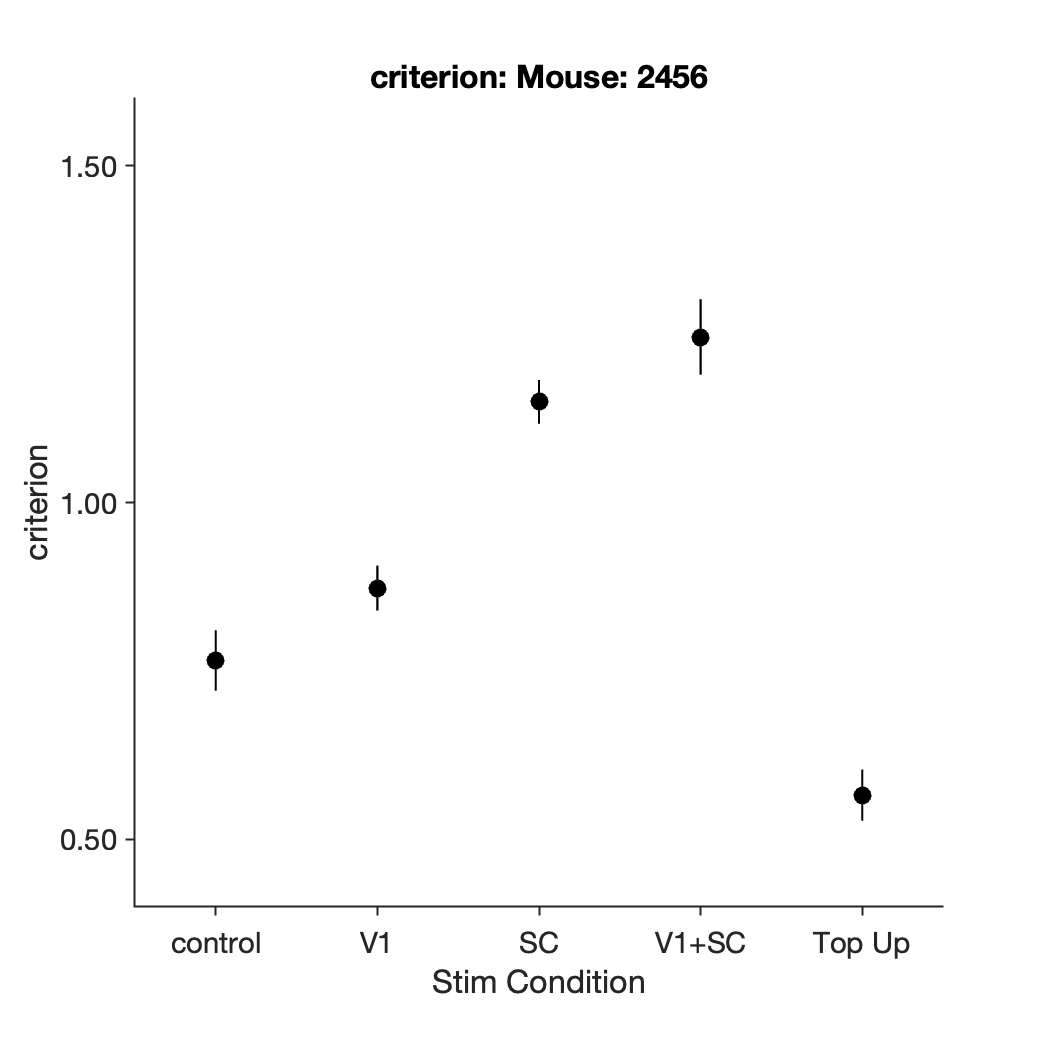 criterion: Mouse: 2456
1.50
1.00
0.50
criterion
control V1 SC V1+SC Top Up
Stim Condition